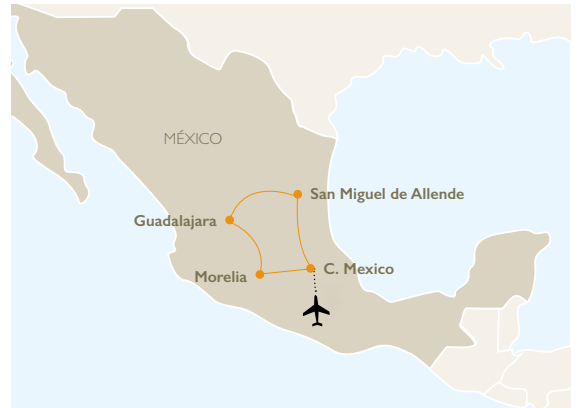 MÉXICO
San Miguel de Allende
Guadalajara
C. Mexico
Morelia